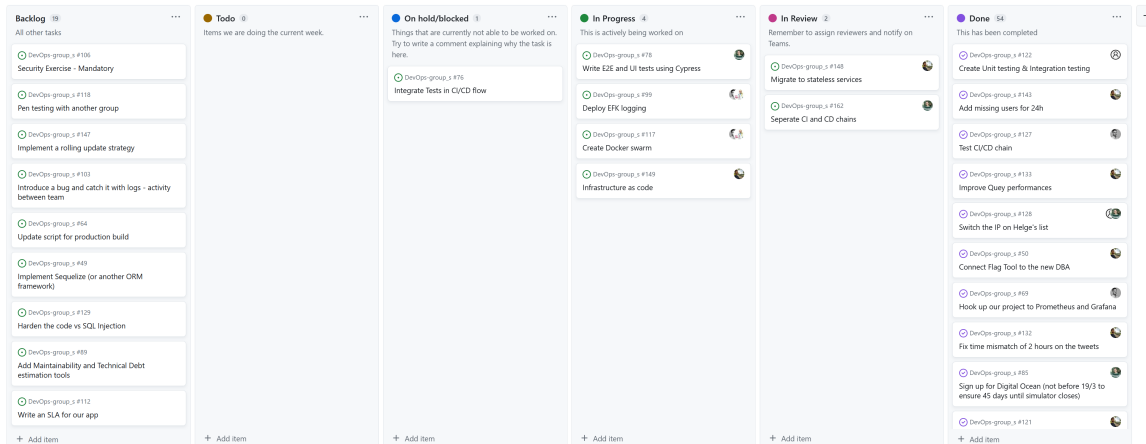 Backlog 19
All other tasks
DevOps-group_s #106
Security Exercise - Mandatory
DevOps-group_s #118
Pen testing with another group
DevOps-group_s #147
Implement a rolling update strategy
DevOps-group_s #103
Introduce a bug and catch it with logs - activity
between team
DevOps-group_s #64
Update script for production build
DevOps-group_s #49
Implement Sequelize (or another ORM
framework)
DevOps-group_s #129
Harden the code vs SQL Injection
DevOps-group_s #89
Add Maintainability and Technical Debt
estimation tools
DevOps-group_s #112
Write an SLA for our app
+ Add item
Todo 0
Items we are doing the current week.
+ Add item
On hold/blocked 1
Things that are currently not able to be worked on.
Try to write a comment explaining why the task is
here.
DevOps-group_s #76
Integrate Tests in CI/CD flow
+ Add item
In Progress 4
This is actively being worked on
DevOps-group_s #78
Write E2E and UI tests using Cypress
DevOps-group_s #99
Deploy EFK logging
DevOps-group_s #117
Create Docker swarm
DevOps-group_s #149
Infrastructure as code
+ Add item
In Review 2
Remember to assign reviewers and notify on
Teams.
DevOps-group_s #148
Migrate to stateless services
DevOps-group_s #162
Seperate CI and CD chains
+ Add item
Done 54
This has been completed
DevOps-group_s #122
Create Unit testing & Integration testing
DevOps-group_s #143
Add missing users for 24h
DevOps-group_s #127
Test CI/CD chain
DevOps-group_s #133
Improve Quey performances
DevOps-group_s #128
Switch the IP on Helge's list
DevOps-group_s #50
Connect Flag Tool to the new DBA
DevOps-group_s #69
Hook up our project to Prometheus and Grafana
DevOps-group_s #132
Fix time mismatch of 2 hours on the tweets
DevOps-group_s #85
Sign up for Digital Ocean (not before 19/3 to
ensure 45 days until simulator closes)
DevOps-group_s #121
+ Add item